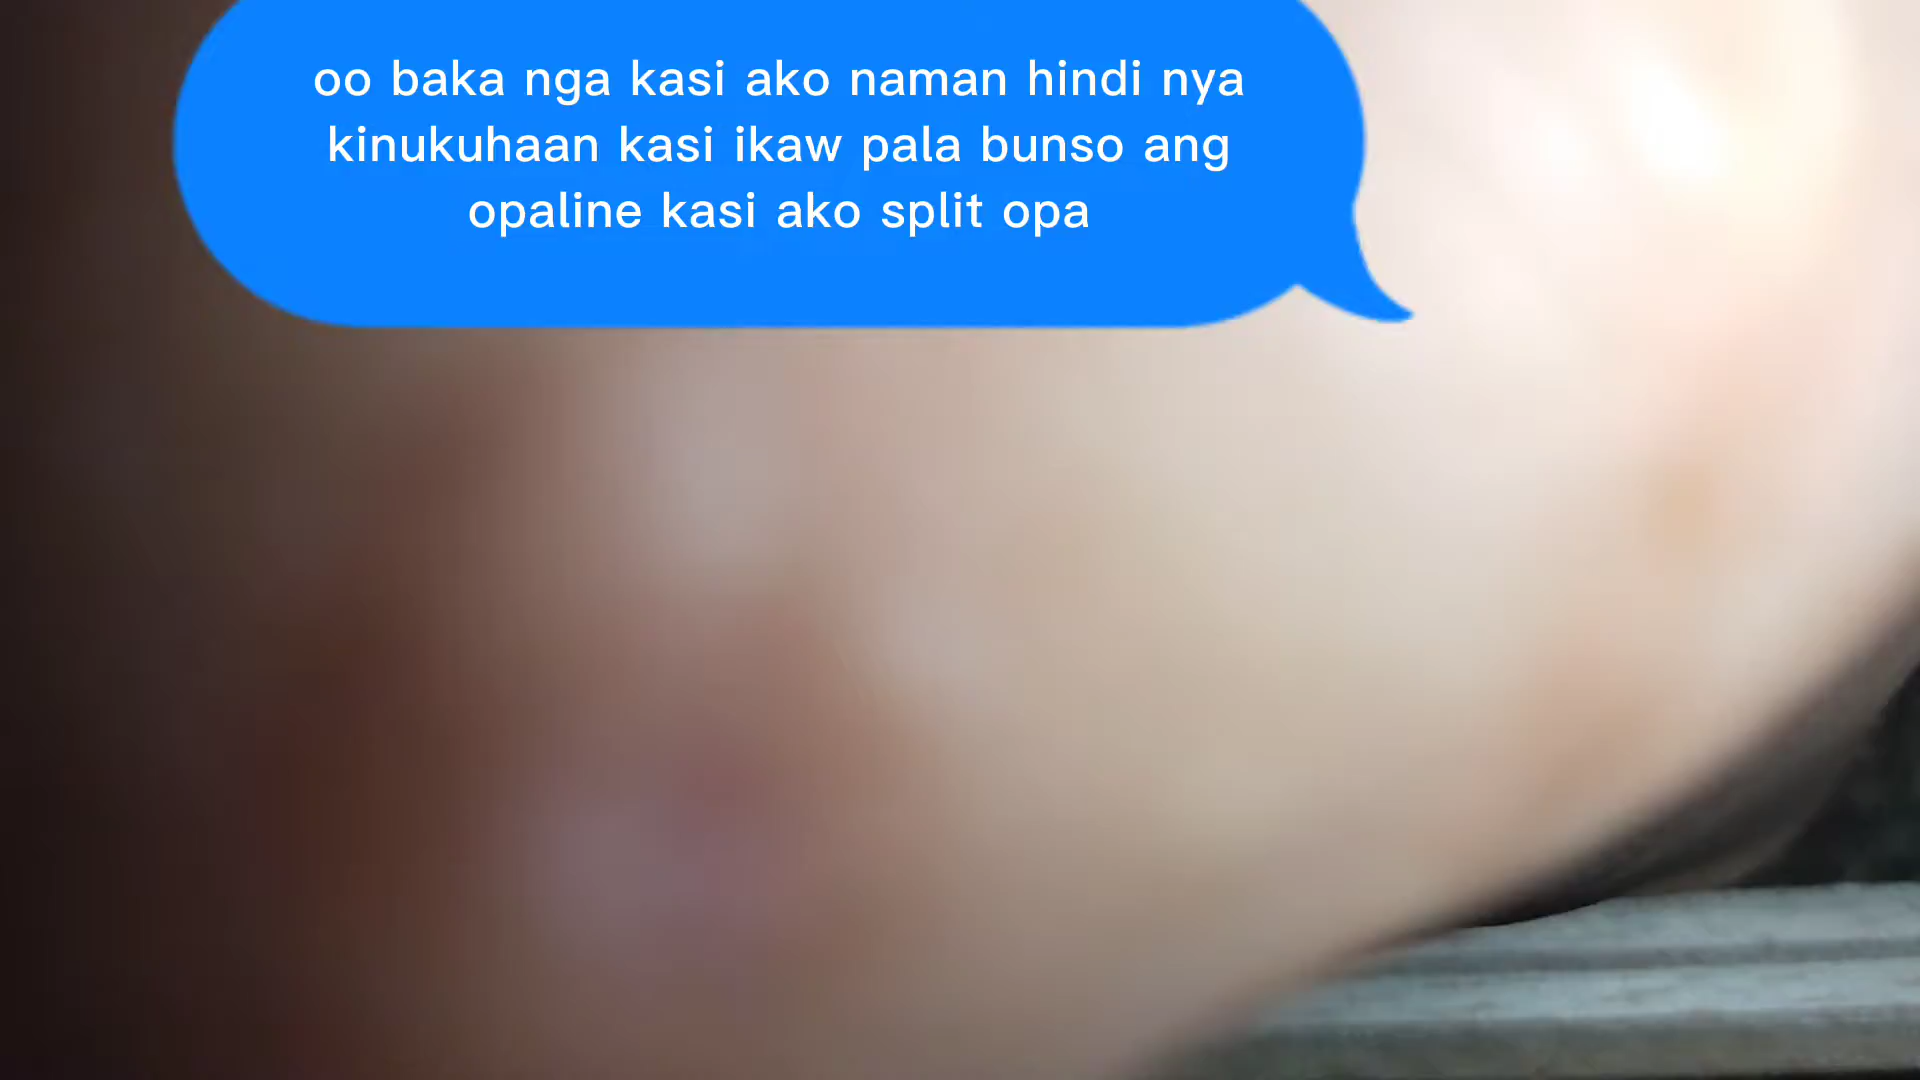 oo baka nga kasi ako naman hindi nya
kinukuhaan kasi ikaw pala bunso ang
opaline kasi ako split opa